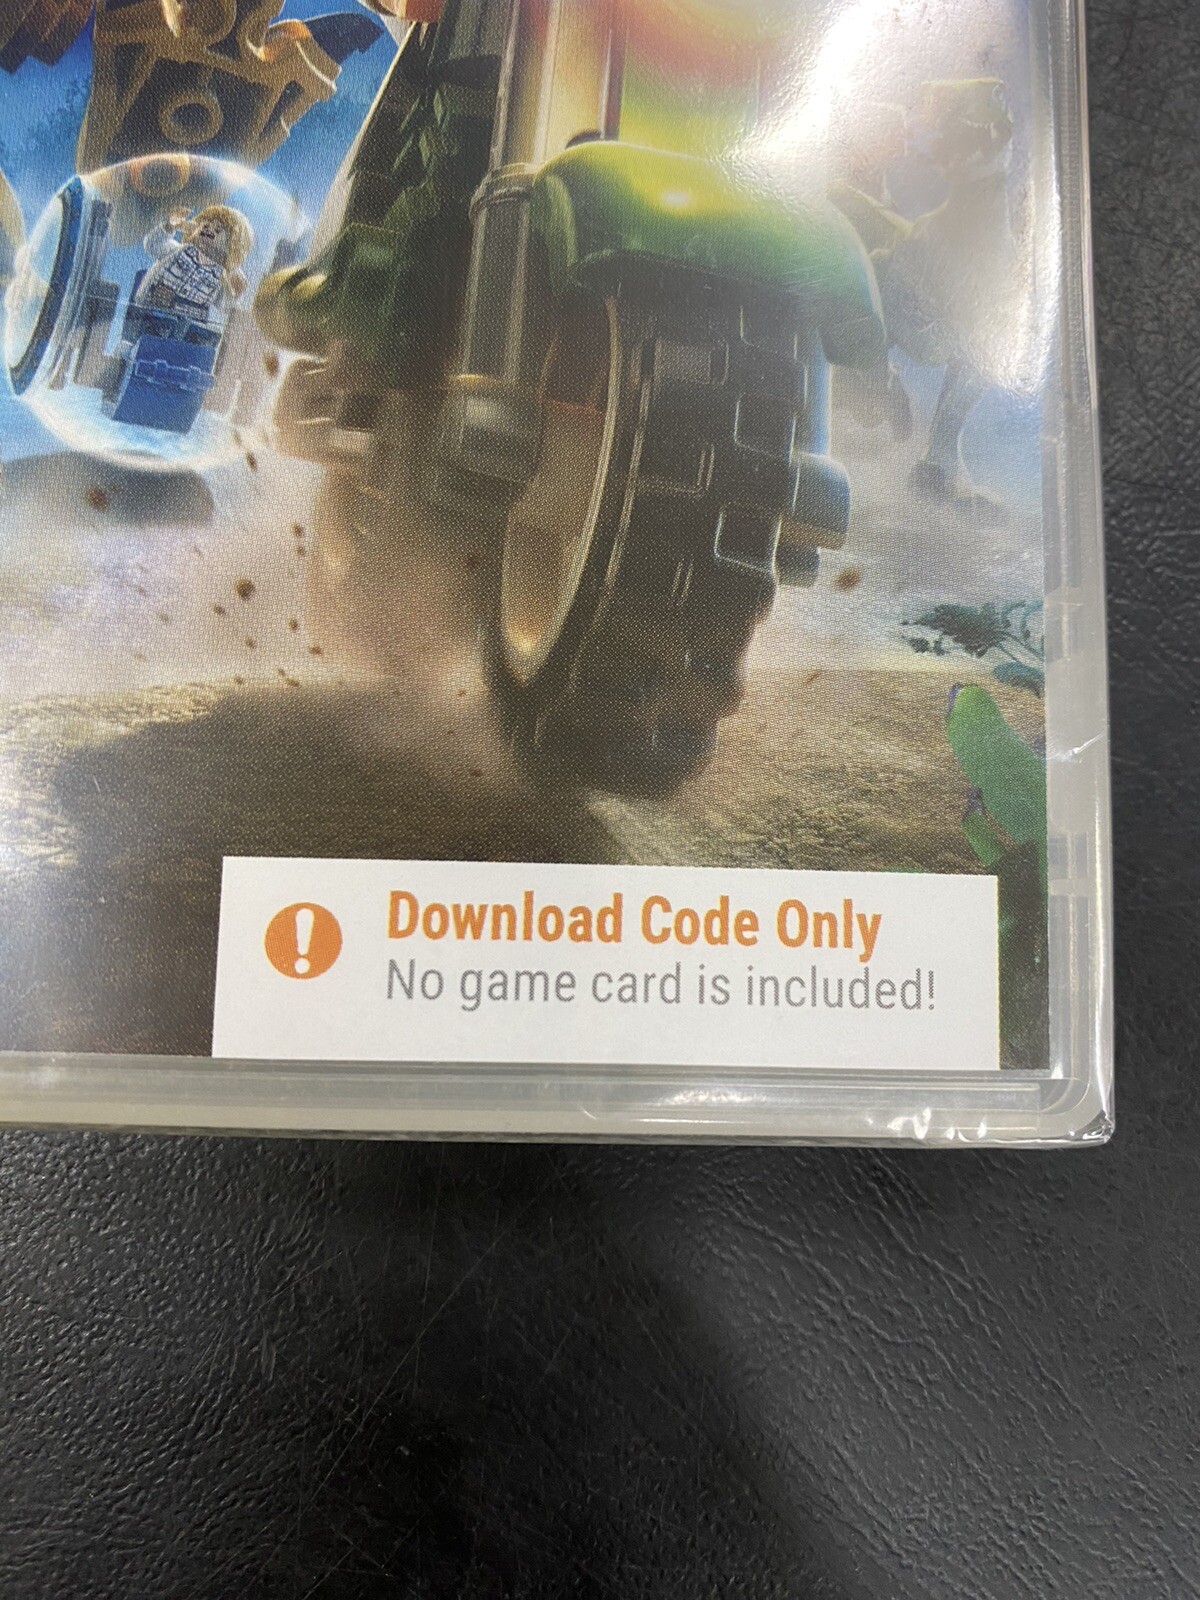 Download Code Only
No game card is included!